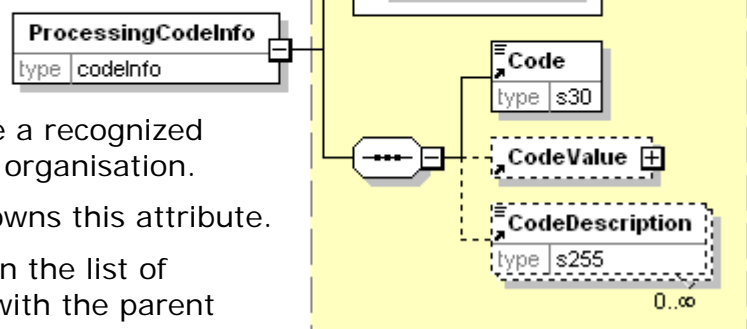 ProcessingCodeInfo
type codeInfo
e a recognized
organisation.
owns this attribute.
n the list of
with the parent
Code
type s30
CodeValue
CodeDescription
type s255
0..∞